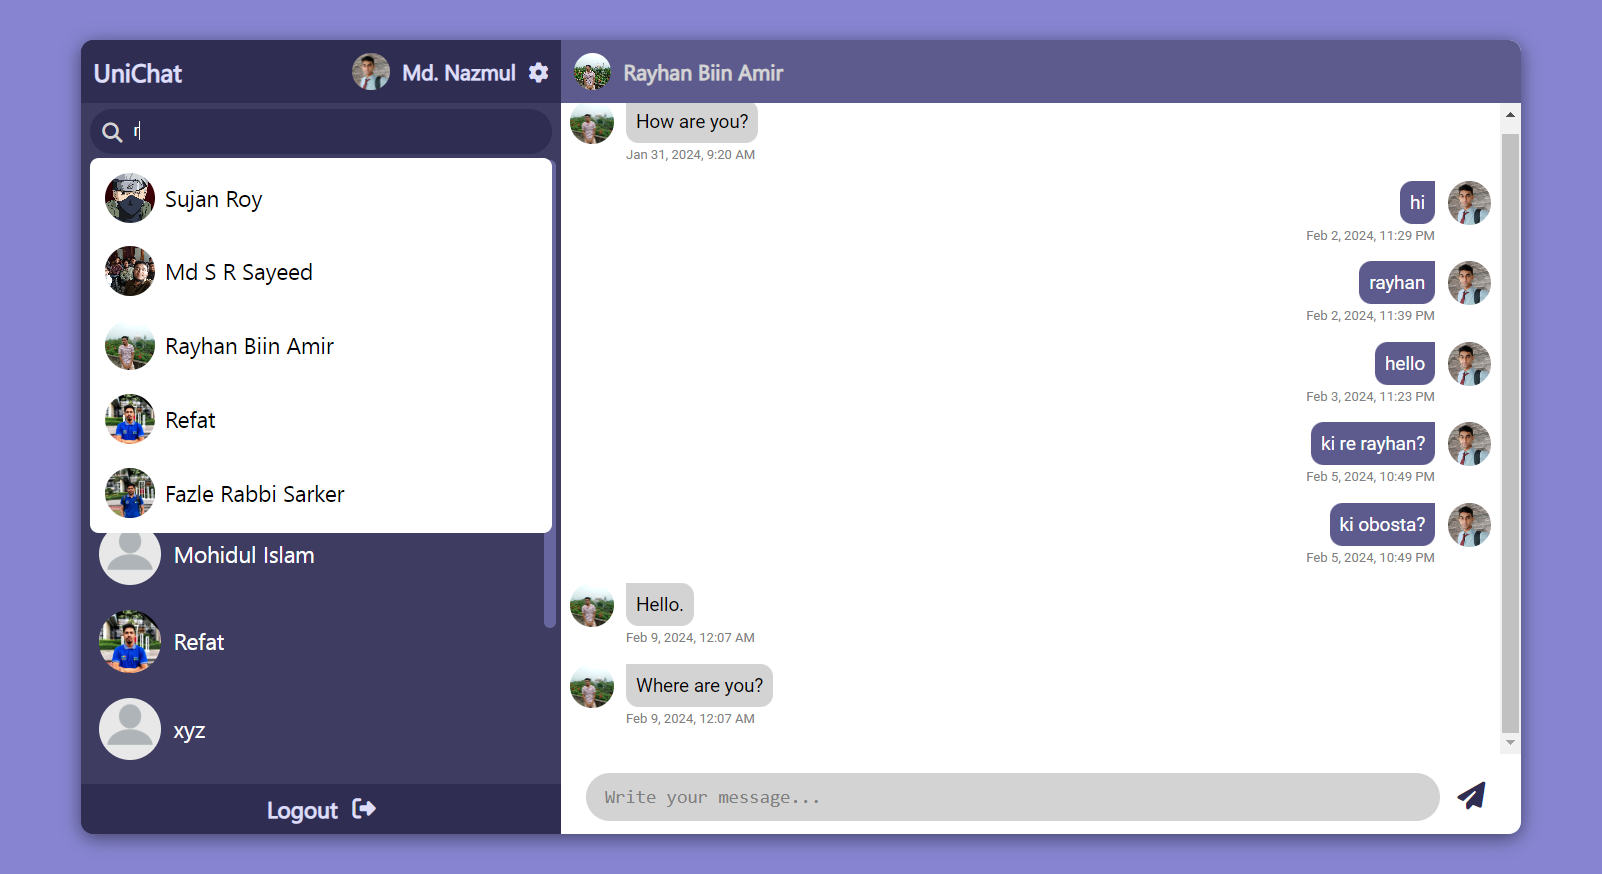 UniChat
Md. Nazmul
r
Sujan Roy
Md S R Sayeed
Rayhan Biin Amir
Refat
Fazle Rabbi Sarker
Mohidul Islam
Refat
xyz
Logout
Rayhan Biin Amir
How are you?
Jan 31, 2024, 9:20 AM
hi
Feb 2, 2024, 11:29 PM
rayhan
Feb 2, 2024, 11:39 PM
hello
Feb 3, 2024, 11:23 PM
ki re rayhan?
Feb 5, 2024, 10:49 PM
ki obosta?
Feb 5, 2024, 10:49 PM
Hello.
Feb 9, 2024, 12:07 AM
Where are you?
Feb 9, 2024, 12:07 AM
Write your message...